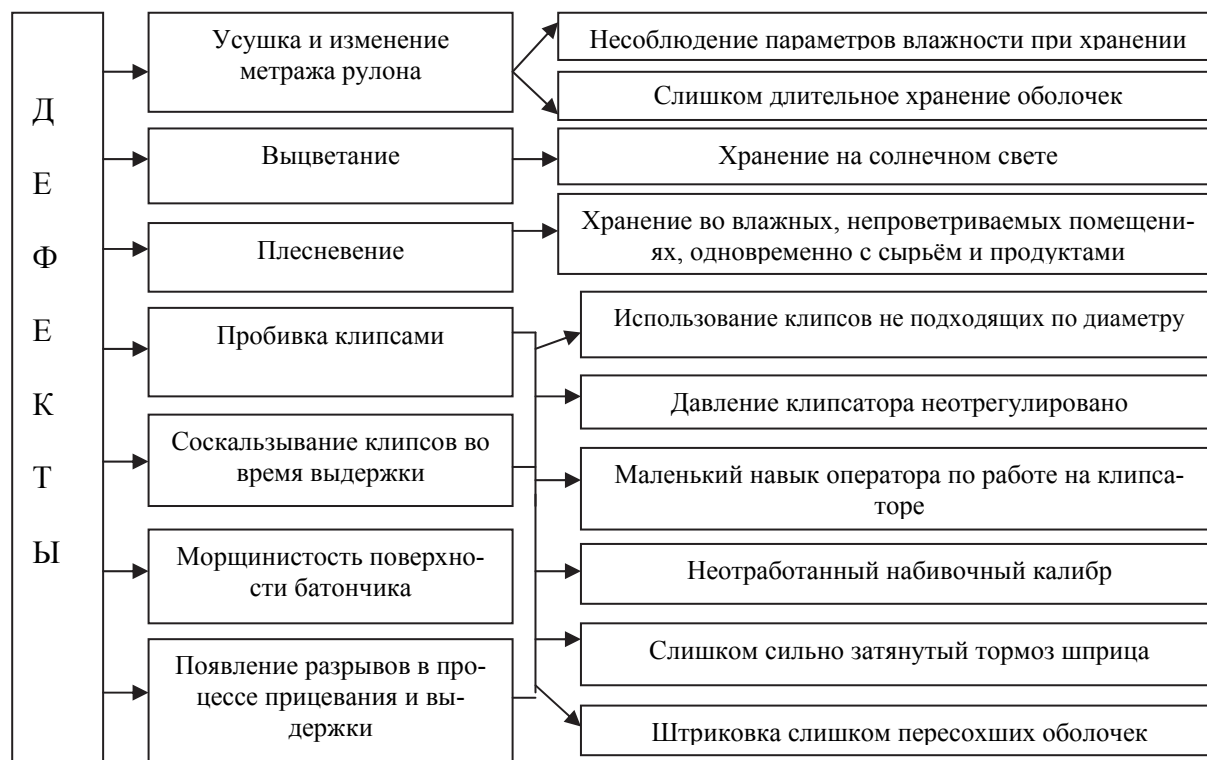 ДЕФЕКТЫ
Усушка и изменение
метража рулона
Несоблюдение параметров влажности при хранении
Слишком длительное хранение оболочек
Выцветание
Хранение на солнечном свете
Плесневение
Хранение во влажных, непроветриваемых помещени-
ях, одновременно с сырьём и продуктами
Пробивка клипсами
Соскальзывание клипсов во
время выдержки
Морщинистость поверхно-
сти батончика
Появление разрывов в про-
цессе прицевания и вы-
держки
Использование клипсов не подходящих по диаметру
Давление клипсатора неотрегулировано
Маленький навык оператора по работе на клипса-
торе
Неотработанный набивочный калибр
Слишком сильно затянутый тормоз шприца
Штриковка слишком пересохших оболочек